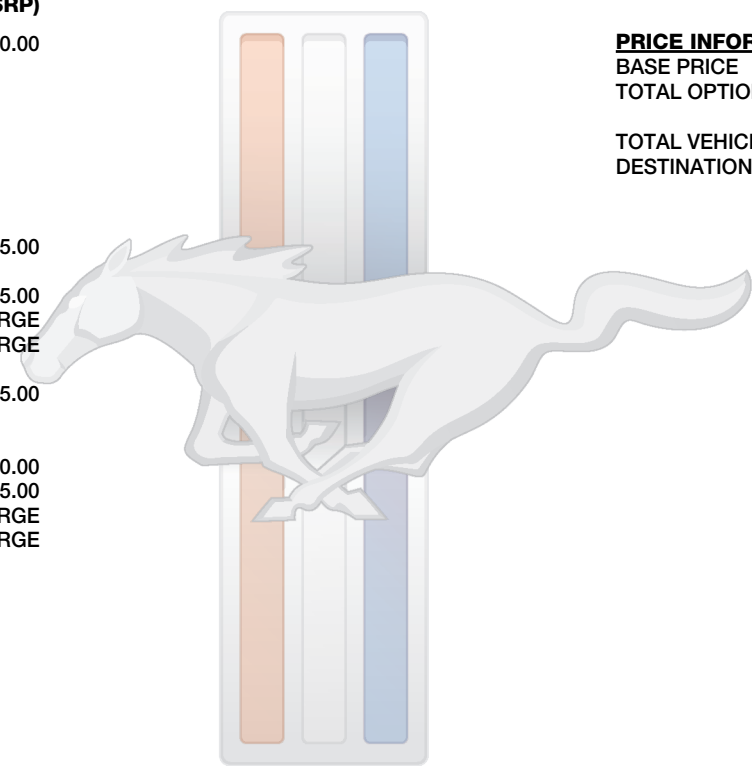 SRP)
0.00
5.00
5.00
RGE
RGE
5.00
0.00
5.00
RGE
RGE
PRICE INFOR
BASE PRICE
TOTAL OPTIO
TOTAL VEHIC
DESTINATION